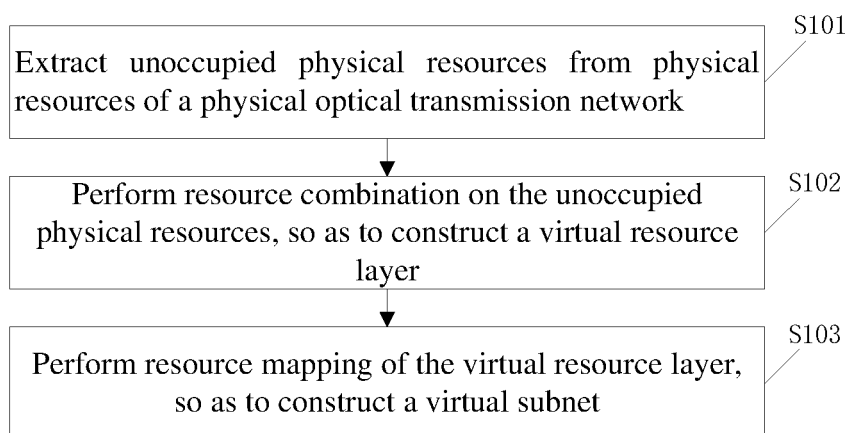 S101
Extract unoccupied physical resources from physical
resources of a physical optical transmission network
S102
Perform resource combination on the unoccupied
physical resources, so as to construct a virtual resource
layer
S103
Perform resource mapping of the virtual resource layer,
so as to construct a virtual subnet